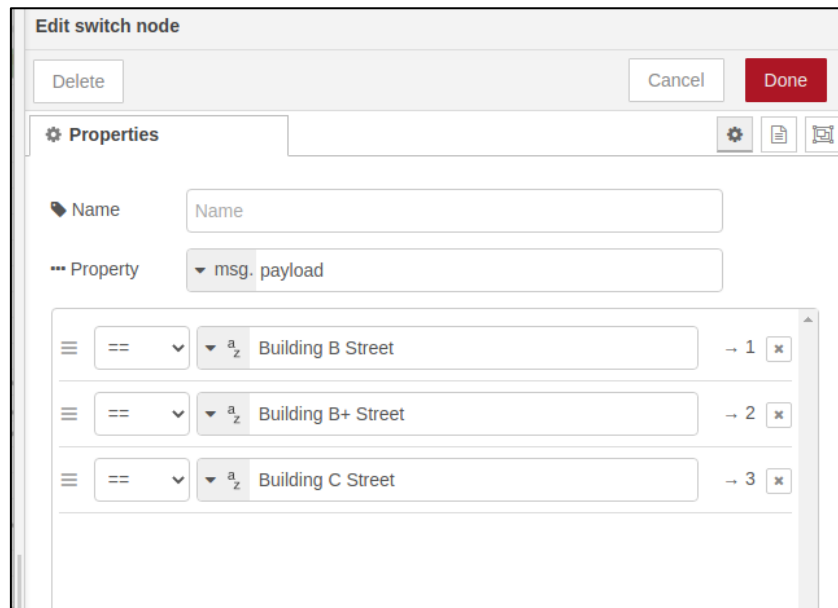 Edit switch node
Delete Cancel Done
Properties
Name Name
Property msg. payload
== a z Building B Street → 1 x
== a z Building B+ Street → 2 x
== a z Building C Street → 3 x